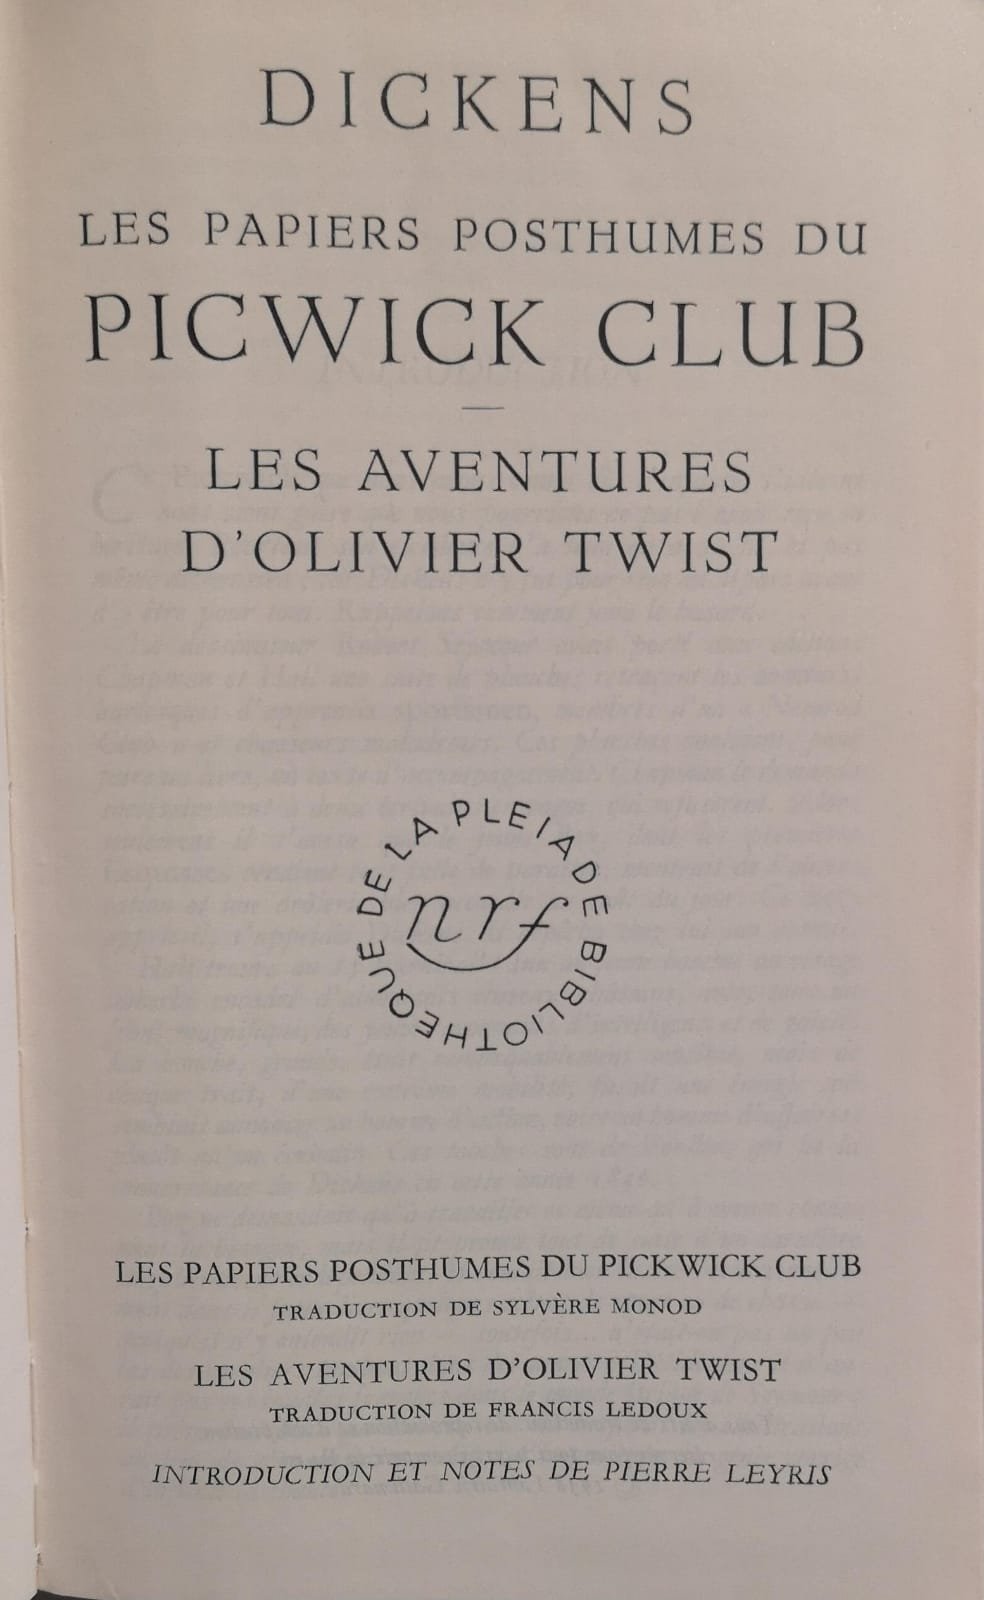 DICKENS
LES PAPIERS POSTHUMES DU
PICWICK CLUB
LES AVENTURES
D'OLIVIER TWIST
BIBLIOTHEQUE DE LA PLEIADE
nrf
LES PAPIERS POSTHUMES DU PICKWICK CLUB
TRADUCTION DE SYLVÈRE MONOD
LES AVENTURES D'OLIVIER TWIST
TRADUCTION DE FRANCIS LEDOUX
INTRODUCTION ET NOTES DE PIERRE LEYRIS